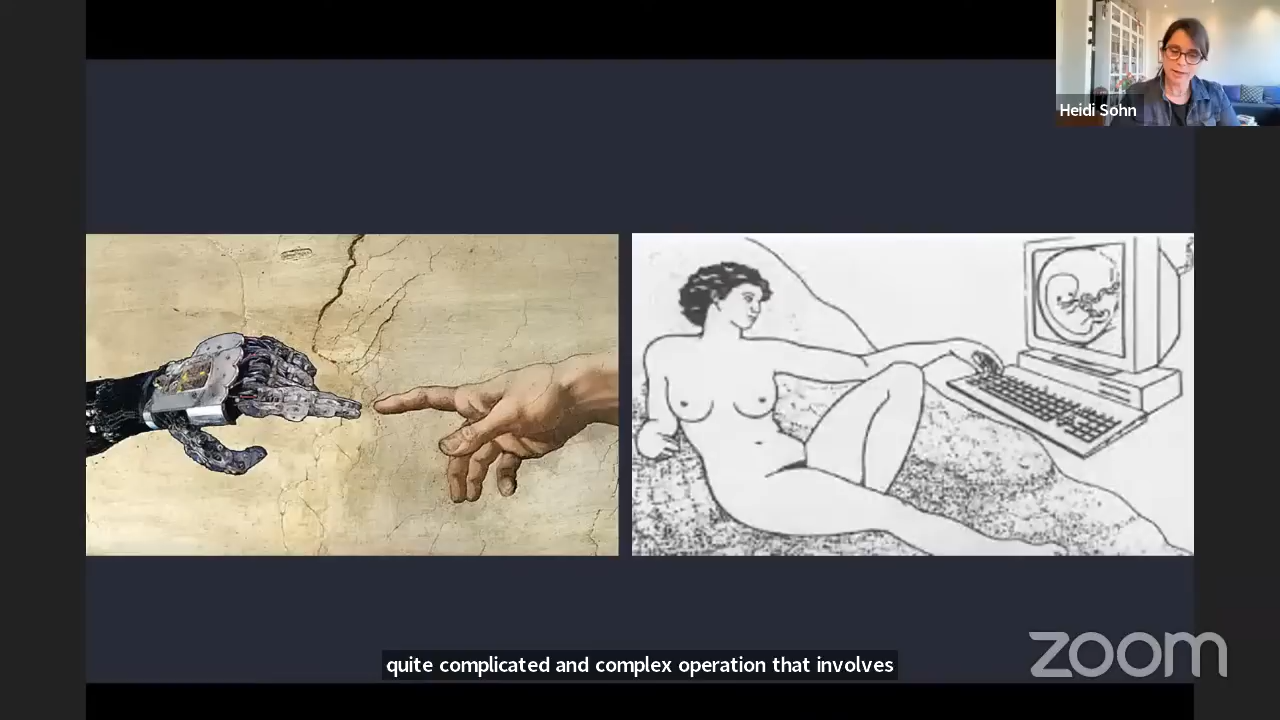 Heidi Sohn
quite complicated and complex operation that involves
zoom